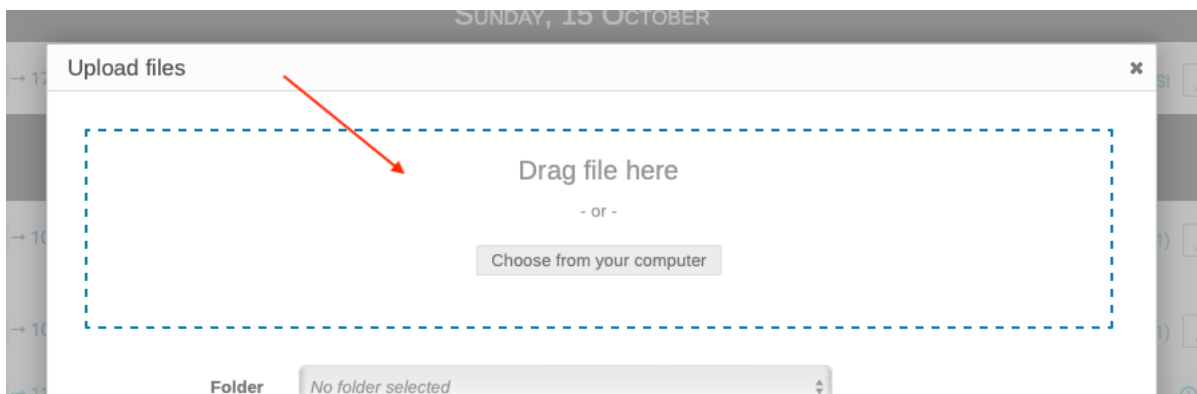 SUNDAY, 15 OCTOBER
Upload files
Drag file here
- or -
Choose from your computer
Folder
No folder selected